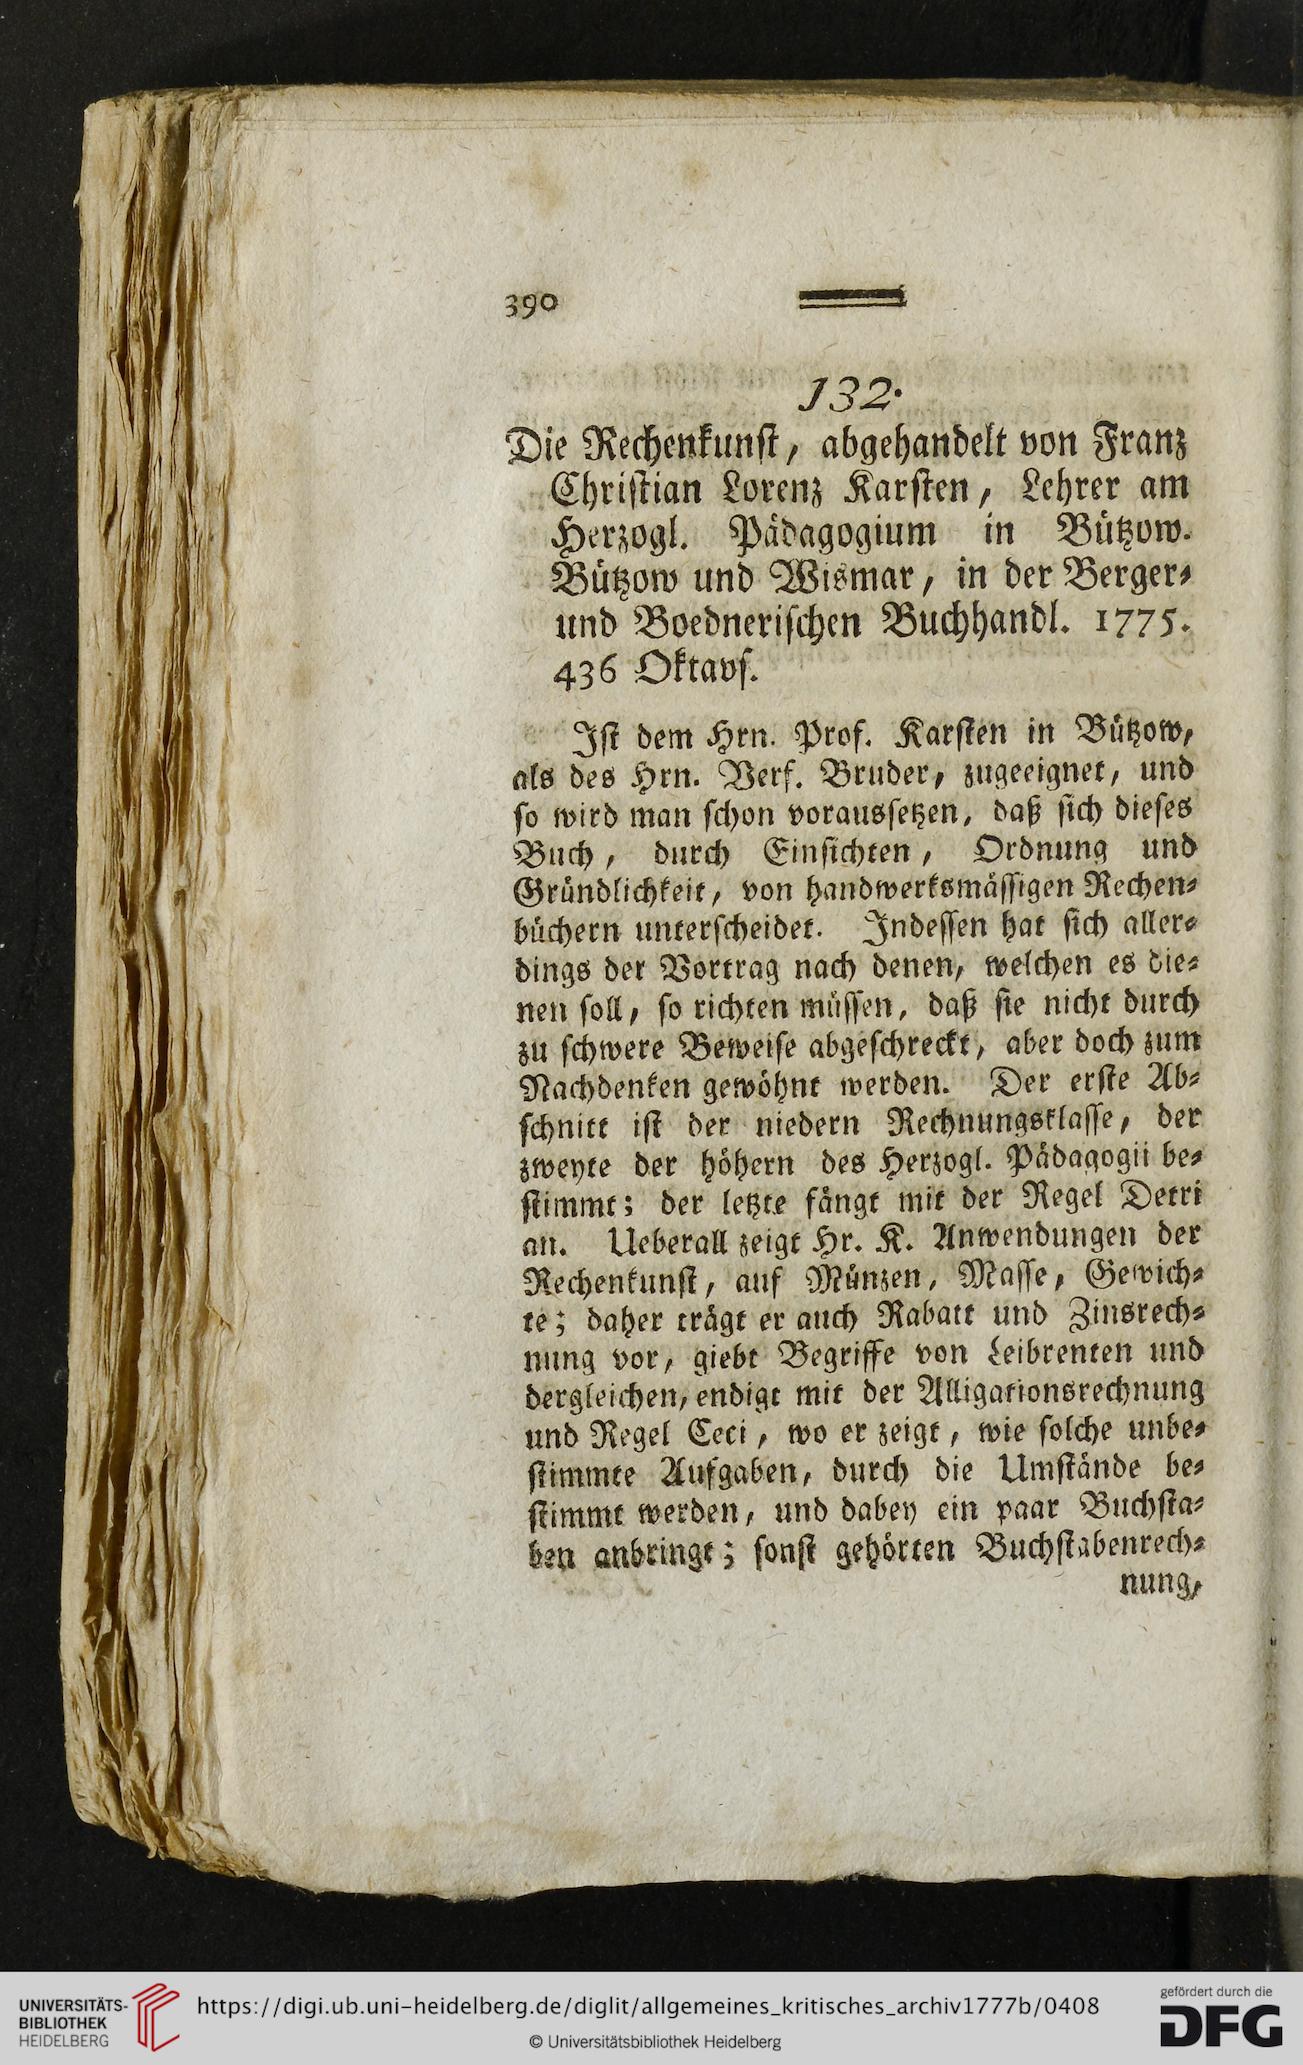 390
132.
Die Rechenkunst, abgehandelt von Franz
Christian Lorenz Karsten, Lehrer am
Herzogl. Pädagogium in Bützow.
Bützow und Wismar, in der Berger-
und Boednerischen Buchhandl. 1775.
436 Oktavs.
Ist dem Hrn. Prof. Karsten in Bützow,
als des Hrn. Verf. Bruder, zugeeignet, und
so wird man schon voraussetzen, daß sich dieses
Buch, durch Einsichten, Ordnung und
Gründlichkeit, von handwerksmässigen Rechen-
büchern unterscheidet. Indessen hat sich aller-
dings der Vortrag nach denen, welchen es die-
nen soll, so richten müssen, daß sie nicht durch
zu schwere Beweise abgeschreckt, aber doch zum
Nachdenken gewöhnt werden. Der erste Ab-
schnitt ist der niedern Rechnungsklasse, der
zweyte der höhern des Herzogl. Pädagogii be-
stimmt; der letzte fängt mit der Regel Detri
an. Ueberall zeigt Hr. K. Anwendungen der
Rechenkunst, auf Münzen, Masse, Gewich-
te; daher trägt er auch Rabatt und Zinsrech-
nung vor, giebt Begriffe von Leibrenten und
dergleichen, endigt mit der Alligationsrechnung
und Regel Ceci, wo er zeigt, wie solche unbe-
stimmte Aufgaben, durch die Umstände be-
stimmt werden, und dabey ein paar Buchsta-
ben anbringt; sonst gehörten Buchstabenrech-
nung,
UNIVERSITÄTS-
BIBLIOTHEK
HEIDELBERG
https://digi.ub.uni-heidelberg.de/diglit/allgemeines_kritisches_archiv1777b/0408
© Universitätsbibliothek Heidelberg
gefördert durch die
DFG